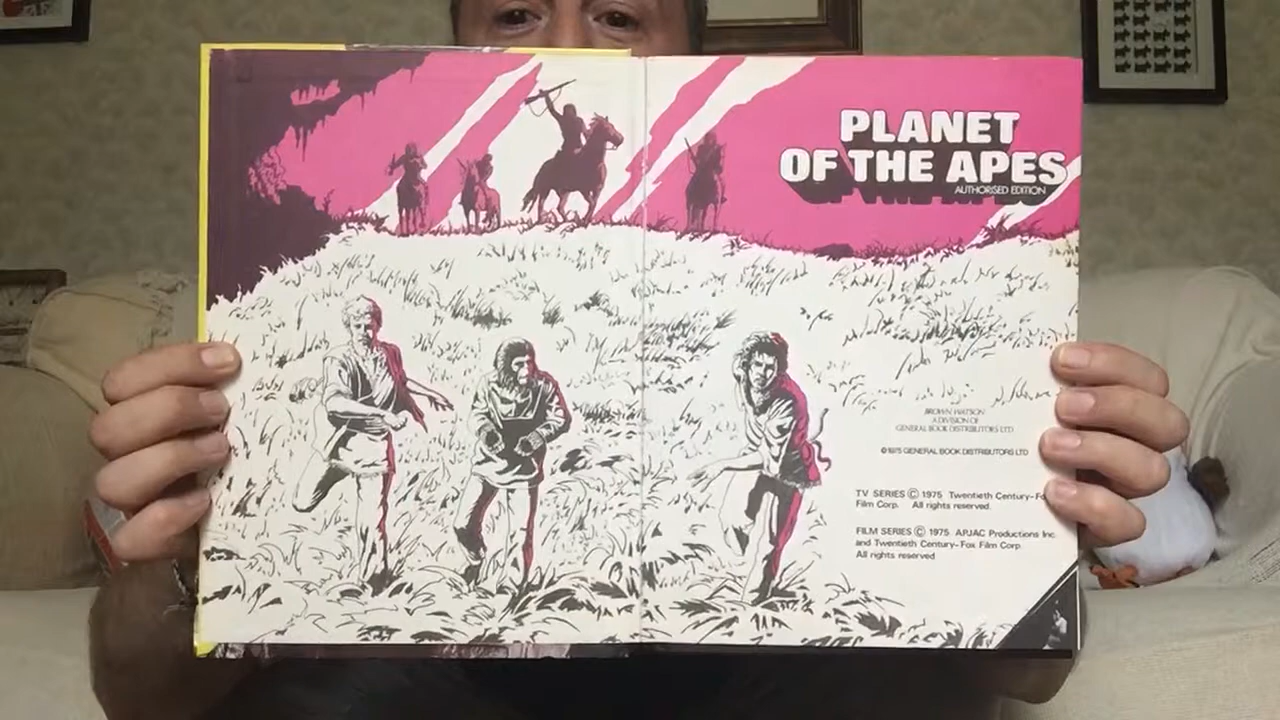 PLANET
OF THE APES
AUTHORISED EDITION
BROWN WATSON
A DIVISION OF
GENERAL BOOK DISTRIBUTORS LTD
© 1975 GENERAL BOOK DISTRIBUTORS LTD
TV SERIES © 1975 Twentieth Century-Fo
Film Corp. All rights reserved.
FILM SERIES © 1975 APJAC Productions Inc.
and Twentieth Century-Fox Film Corp.
All rights reserved